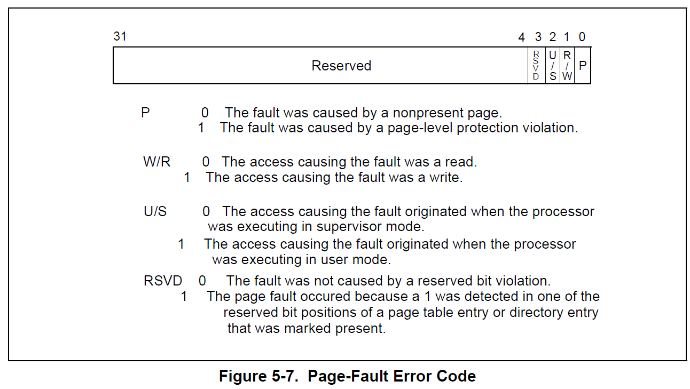 31 4 3 2 1 0
Reserved RSVD U/S R/W P
P 0 The fault was caused by a nonpresent page.
1 The fault was caused by a page-level protection violation.
W/R 0 The access causing the fault was a read.
1 The access causing the fault was a write.
U/S 0 The access causing the fault originated when the processor
was executing in supervisor mode.
1 The access causing the fault originated when the processor
was executing in user mode.
RSVD 0 The fault was not caused by a reserved bit violation.
1 The page fault occured because a 1 was detected in one of the
reserved bit positions of a page table entry or directory entry
that was marked present.
Figure 5-7. Page-Fault Error Code